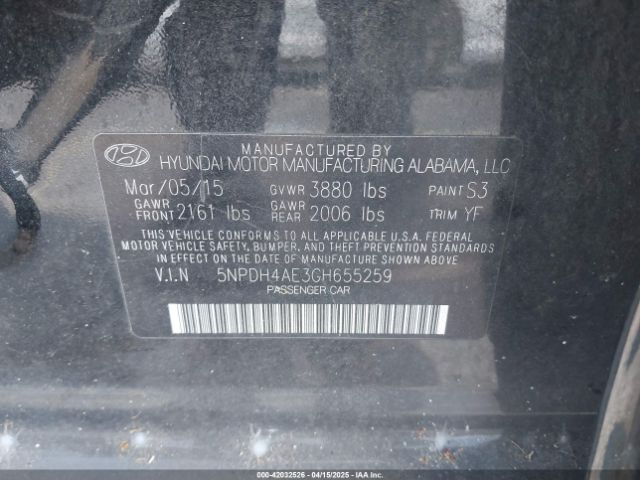 MANUFACTURED BY
HYUNDAI MOTOR MANUFACTURING ALABAMA, LLC
Mar/05/15 GVWR 3880 lbs PAINT S3
GAWR FRONT 2161 lbs GAWR REAR 2006 lbs TRIM YF
THIS VEHICLE CONFORMS TO ALL APPLICABLE U.S.A. FEDERAL
MOTOR VEHICLE SAFETY, BUMPER, AND THEFT PREVENTION STANDARDS
IN EFFECT ON THE DATE OF MANUFACTURE SHOWN ABOVE
V.I.N 5NPDH4AE3GH655259
PASSENGER CAR
000-42032526 - 04/15/2025 - IAA Inc.